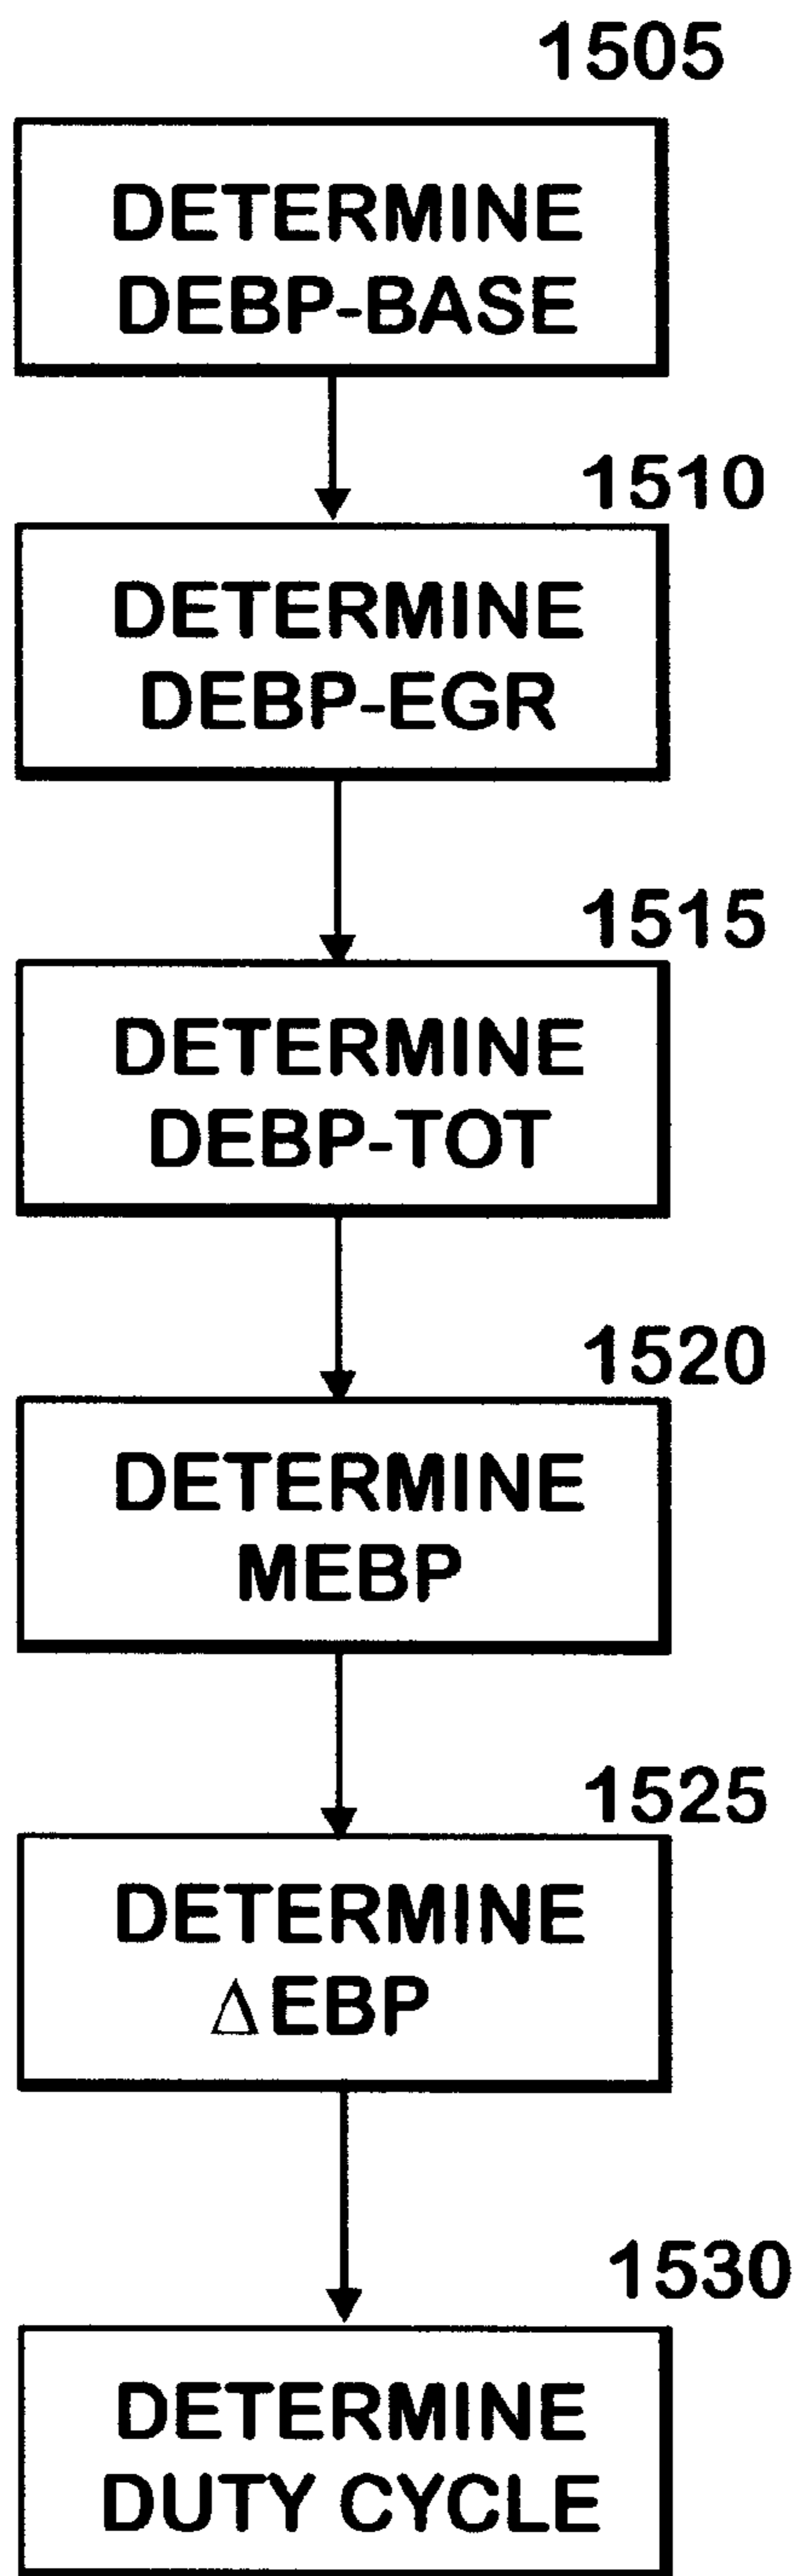 1505
DETERMINE
DEBP-BASE
1510
DETERMINE
DEBP-EGR
1515
DETERMINE
DEBP-TOT
1520
DETERMINE
MEBP
1525
DETERMINE
ΔEBP
1530
DETERMINE
DUTY CYCLE